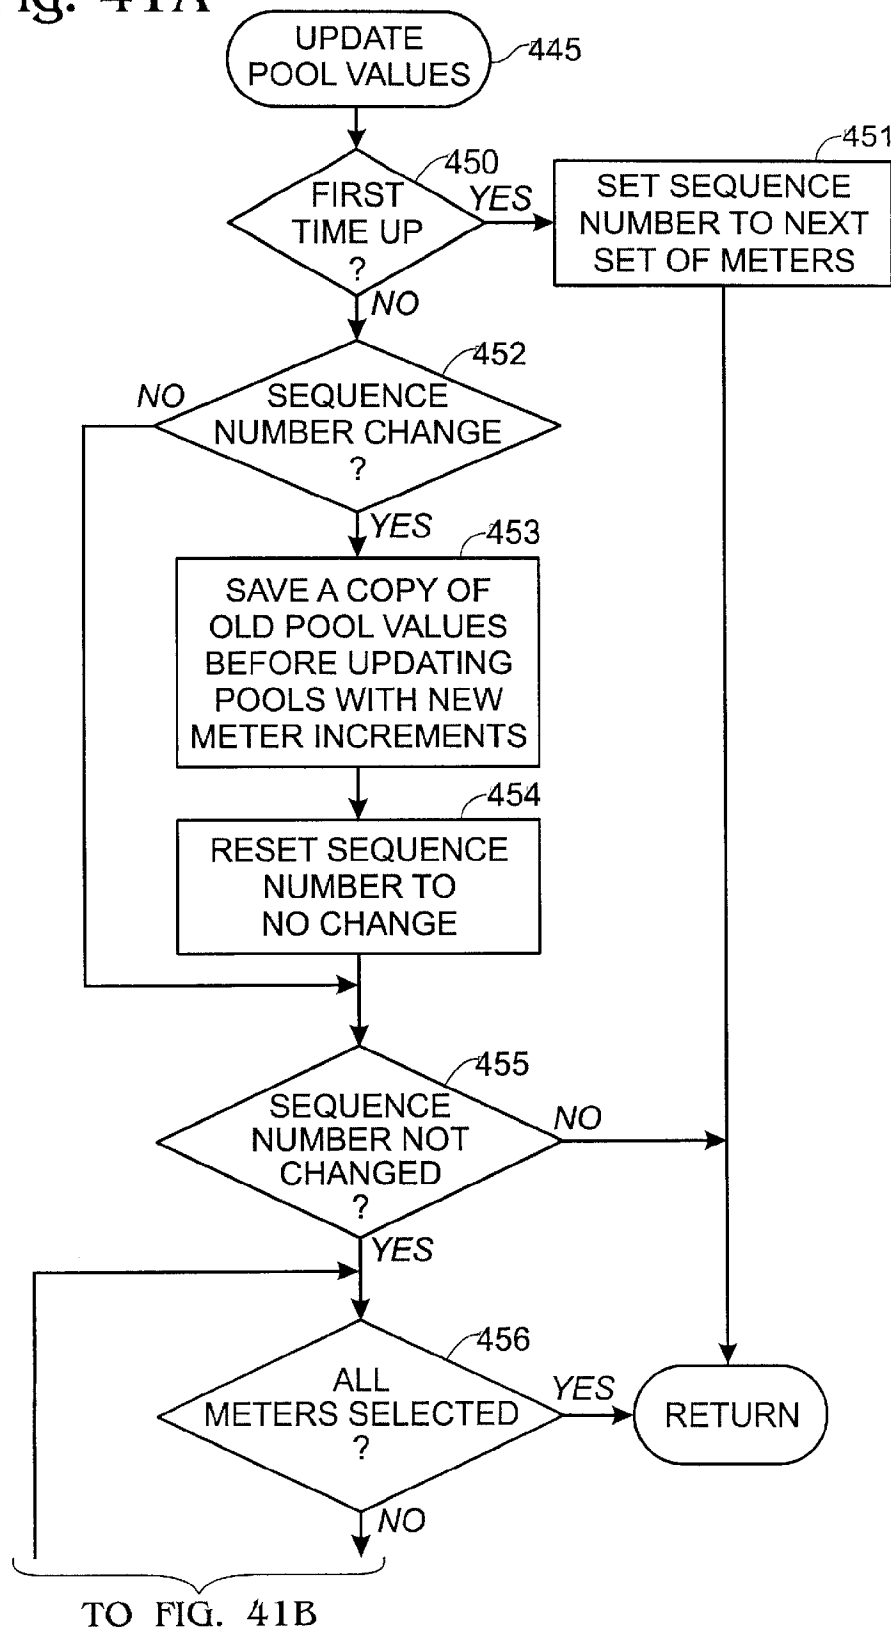 Fig. 41A
UPDATE
POOL VALUES
445
450
FIRST
TIME UP
?
YES
NO
451
SET SEQUENCE
NUMBER TO NEXT
SET OF METERS
452
SEQUENCE
NUMBER CHANGE
?
NO
YES
453
SAVE A COPY OF
OLD POOL VALUES
BEFORE UPDATING
POOLS WITH NEW
METER INCREMENTS
454
RESET SEQUENCE
NUMBER TO
NO CHANGE
455
SEQUENCE
NUMBER NOT
CHANGED
?
NO
YES
456
ALL
METERS SELECTED
?
YES
RETURN
NO
TO FIG. 41B